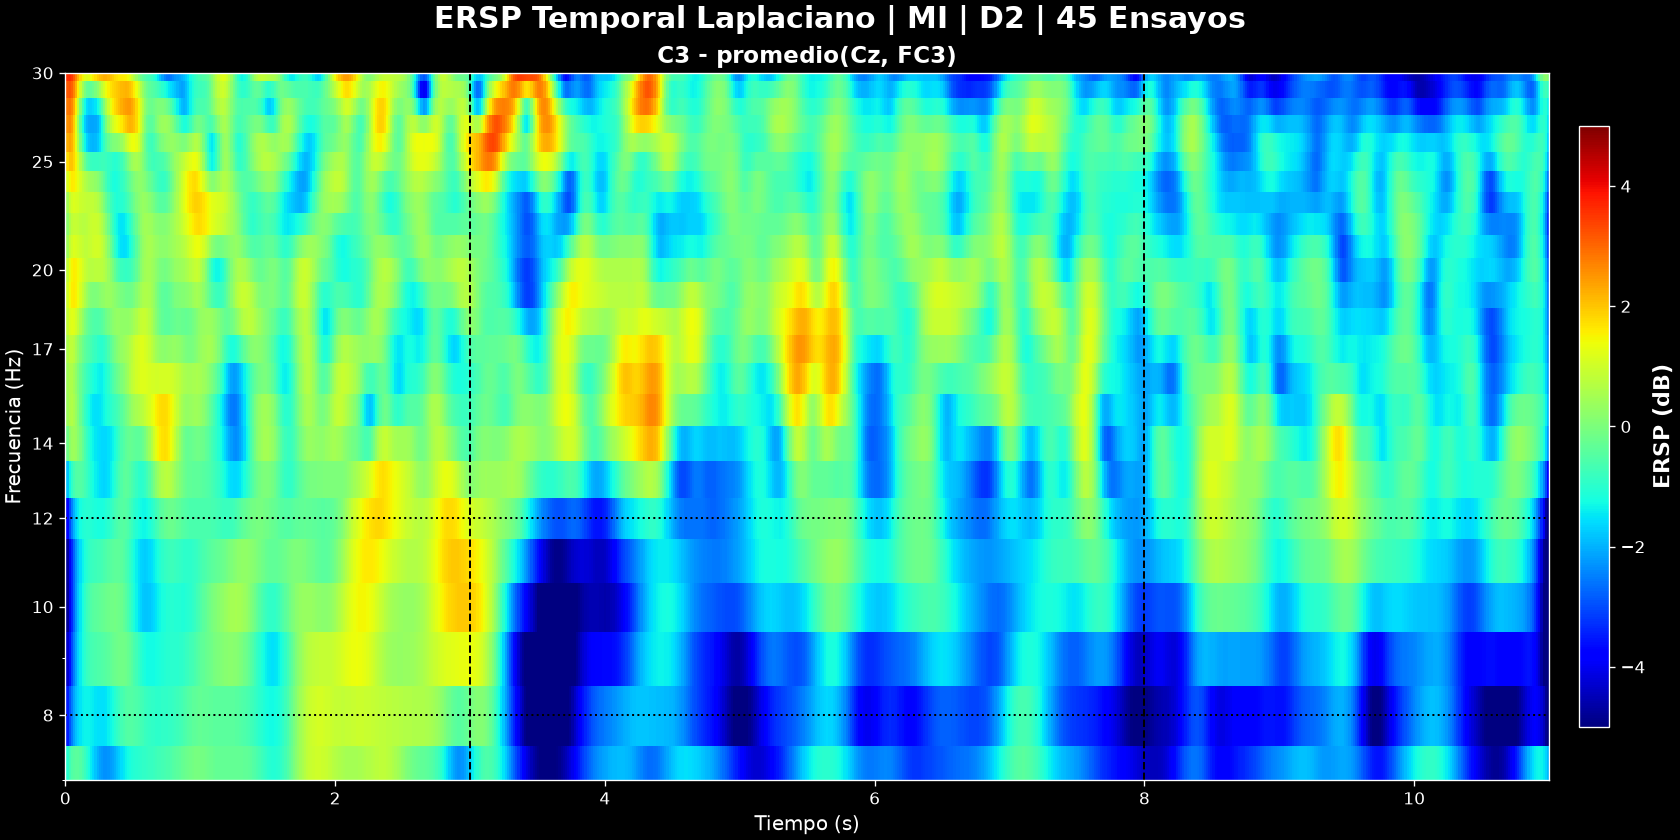 ERSP Temporal Laplaciano | MI | D2 | 45 Ensayos
C3 - promedio(Cz, FC3)
Frecuencia (Hz)
30
25
20
17
14
12
10
8
0 2 4 6 8 10
Tiempo (s)
4
2
0
−2
−4
ERSP (dB)